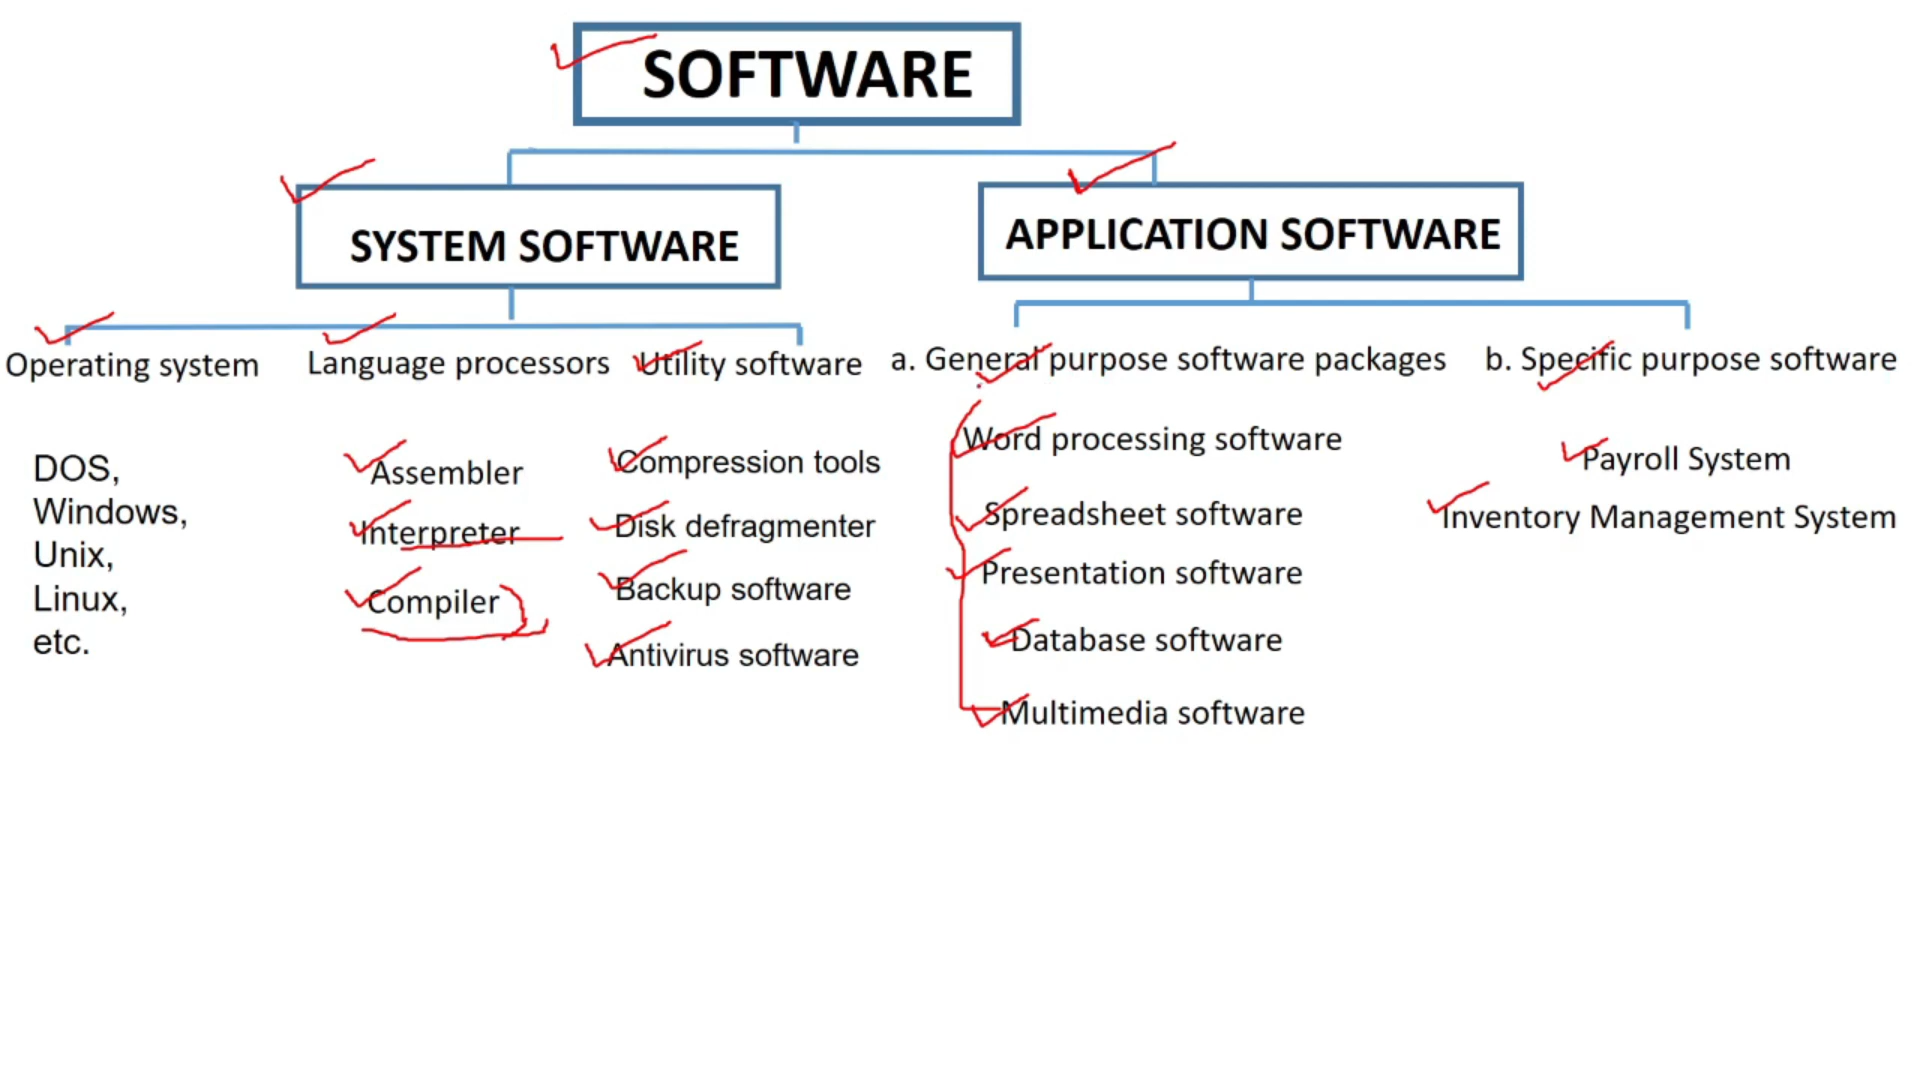 SOFTWARE
SYSTEM SOFTWARE
APPLICATION SOFTWARE
Operating system
Language processors
Utility software
a. General purpose software packages
b. Specific purpose software
DOS,
Windows,
Unix,
Linux,
etc.
Assembler
Interpreter
Compiler
Compression tools
Disk defragmenter
Backup software
Antivirus software
Word processing software
Spreadsheet software
Presentation software
Database software
Multimedia software
Payroll System
Inventory Management System